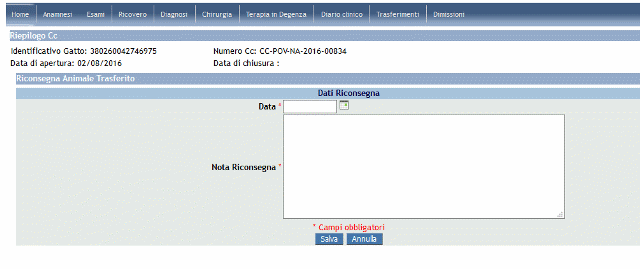 Home Anamnesi Esami Ricovero Diagnosi Chirurgia Terapia in Degenza Diario clinico Trasferimenti Dimissioni
Riepilogo Cc
Identificativo Gatto: 380260042746975 Numero Cc: CC-POV-NA-2016-00834
Data di apertura: 02/08/2016 Data di chiusura :
Riconsegna Animale Trasferito
Dati Riconsegna
Data *
Nota Riconsegna *
* Campi obbligatori
Salva Annulla